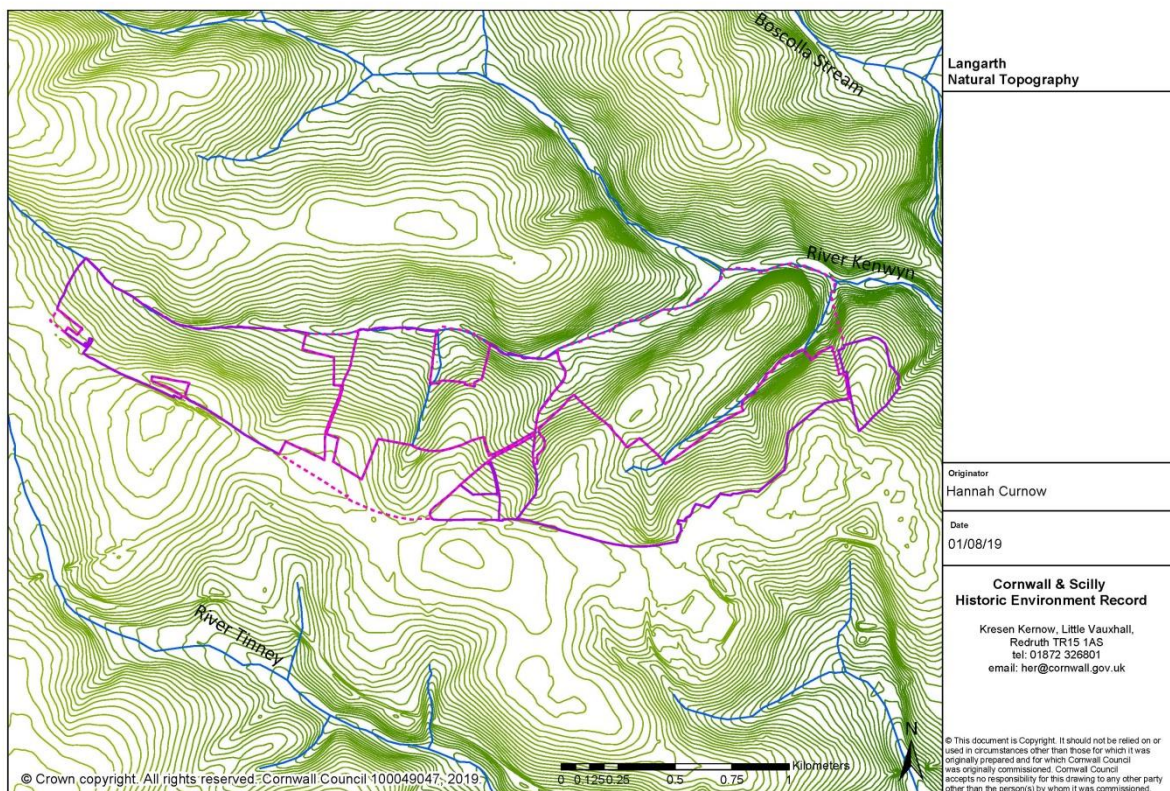 Boscolla Stream
River Kenwyn
River Tinney
© Crown copyright. All rights reserved. Cornwall Council 100049047, 2019
Kilometers
0 0.125 0.25 0.5 0.75 1
N
Langarth
Natural Topography
Originator
Hannah Curnow
Date
01/08/19
Cornwall & Scilly
Historic Environment Record
Kresen Kernow, Little Vauxhall,
Redruth TR15 1AS
tel: 01872 326801
email: her@cornwall.gov.uk
© This document is Copyright. It should not be relied on or
used in circumstances other than those for which it was
originally prepared and for which Cornwall Council
was originally commissioned. Cornwall Council
accepts no responsibility for this drawing to any other party
other than the person(s) by whom it was commissioned.